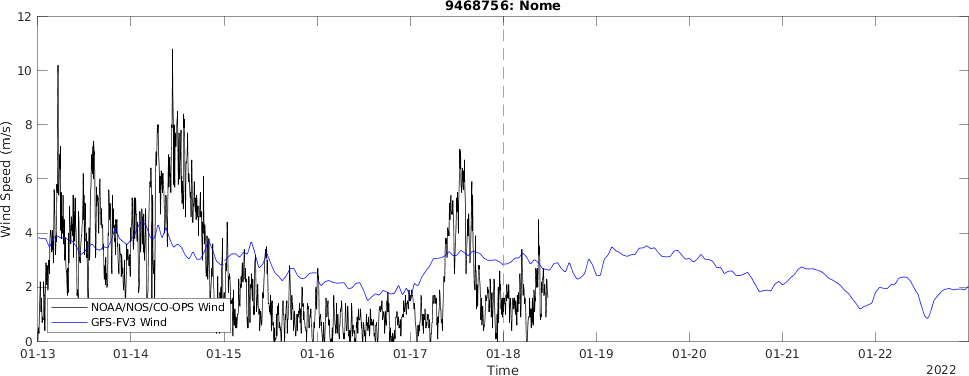 9468756: Nome
12
10
8
6
4
2
0
Wind Speed (m/s)
NOAA/NOS/CO-OPS Wind
GFS-FV3 Wind
01-13 01-14 01-15 01-16 01-17 01-18 01-19 01-20 01-21 01-22
Time
2022